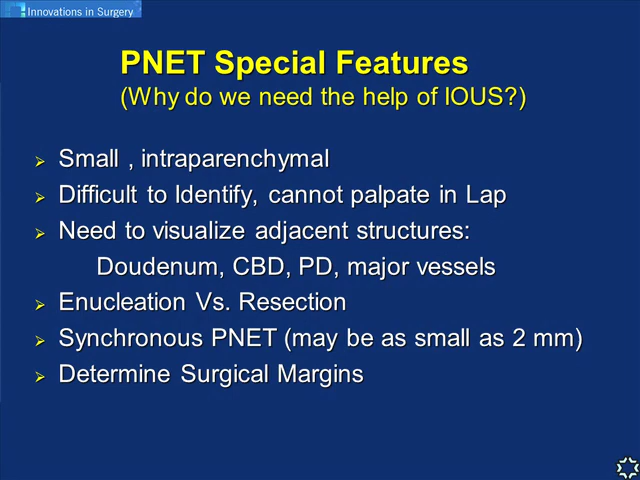 Innovations in Surgery
PNET Special Features
(Why do we need the help of IOUS?)
Small , intraparenchymal
Difficult to Identify, cannot palpate in Lap
Need to visualize adjacent structures:
Doudenum, CBD, PD, major vessels
Enucleation Vs. Resection
Synchronous PNET (may be as small as 2 mm)
Determine Surgical Margins